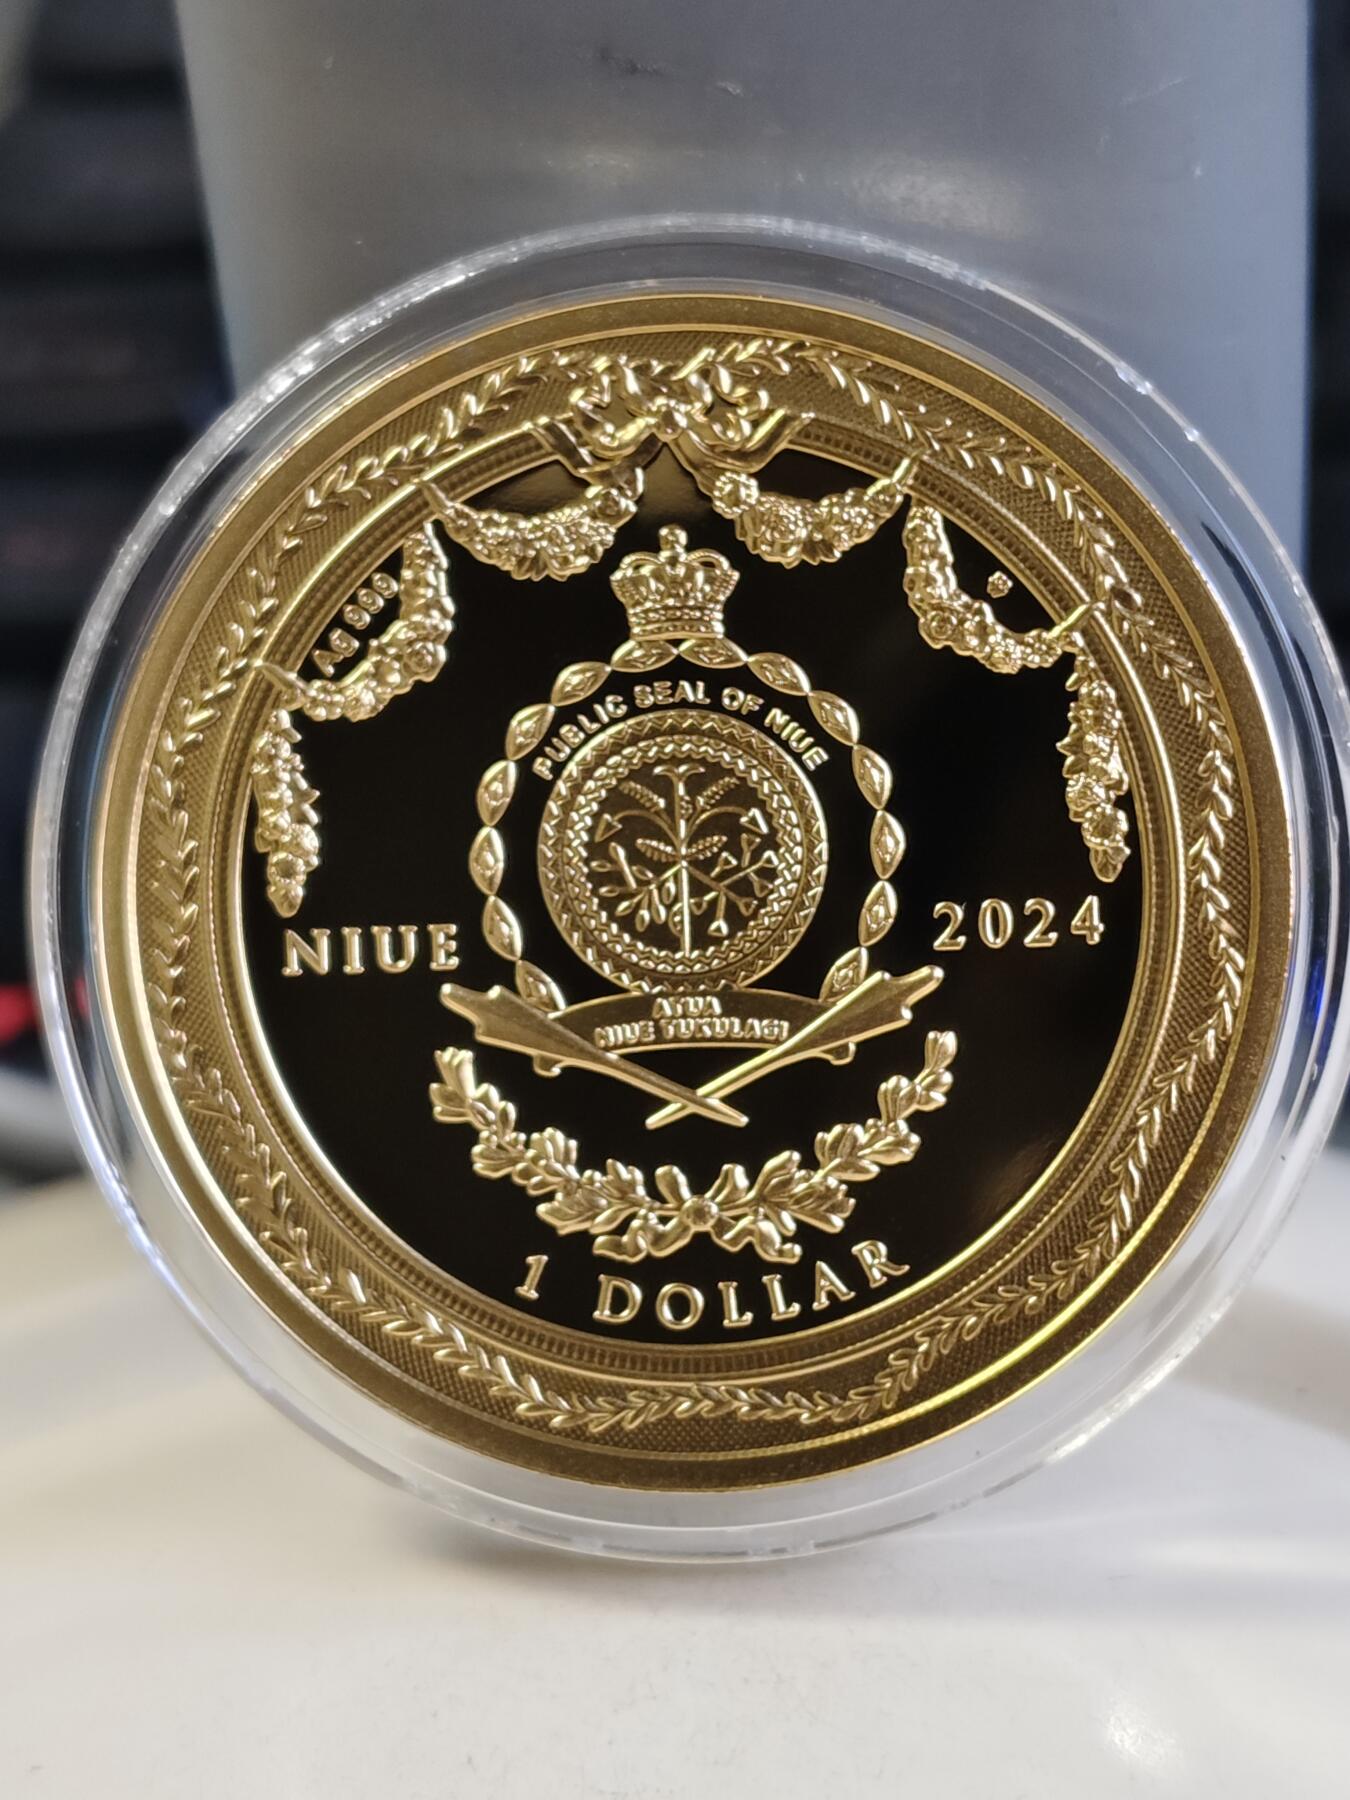 Ag 999
PUBLIC SEAL OF NIUE
NIUE
2024
ATUA
NIUE TUKULAGI
1 DOLLAR